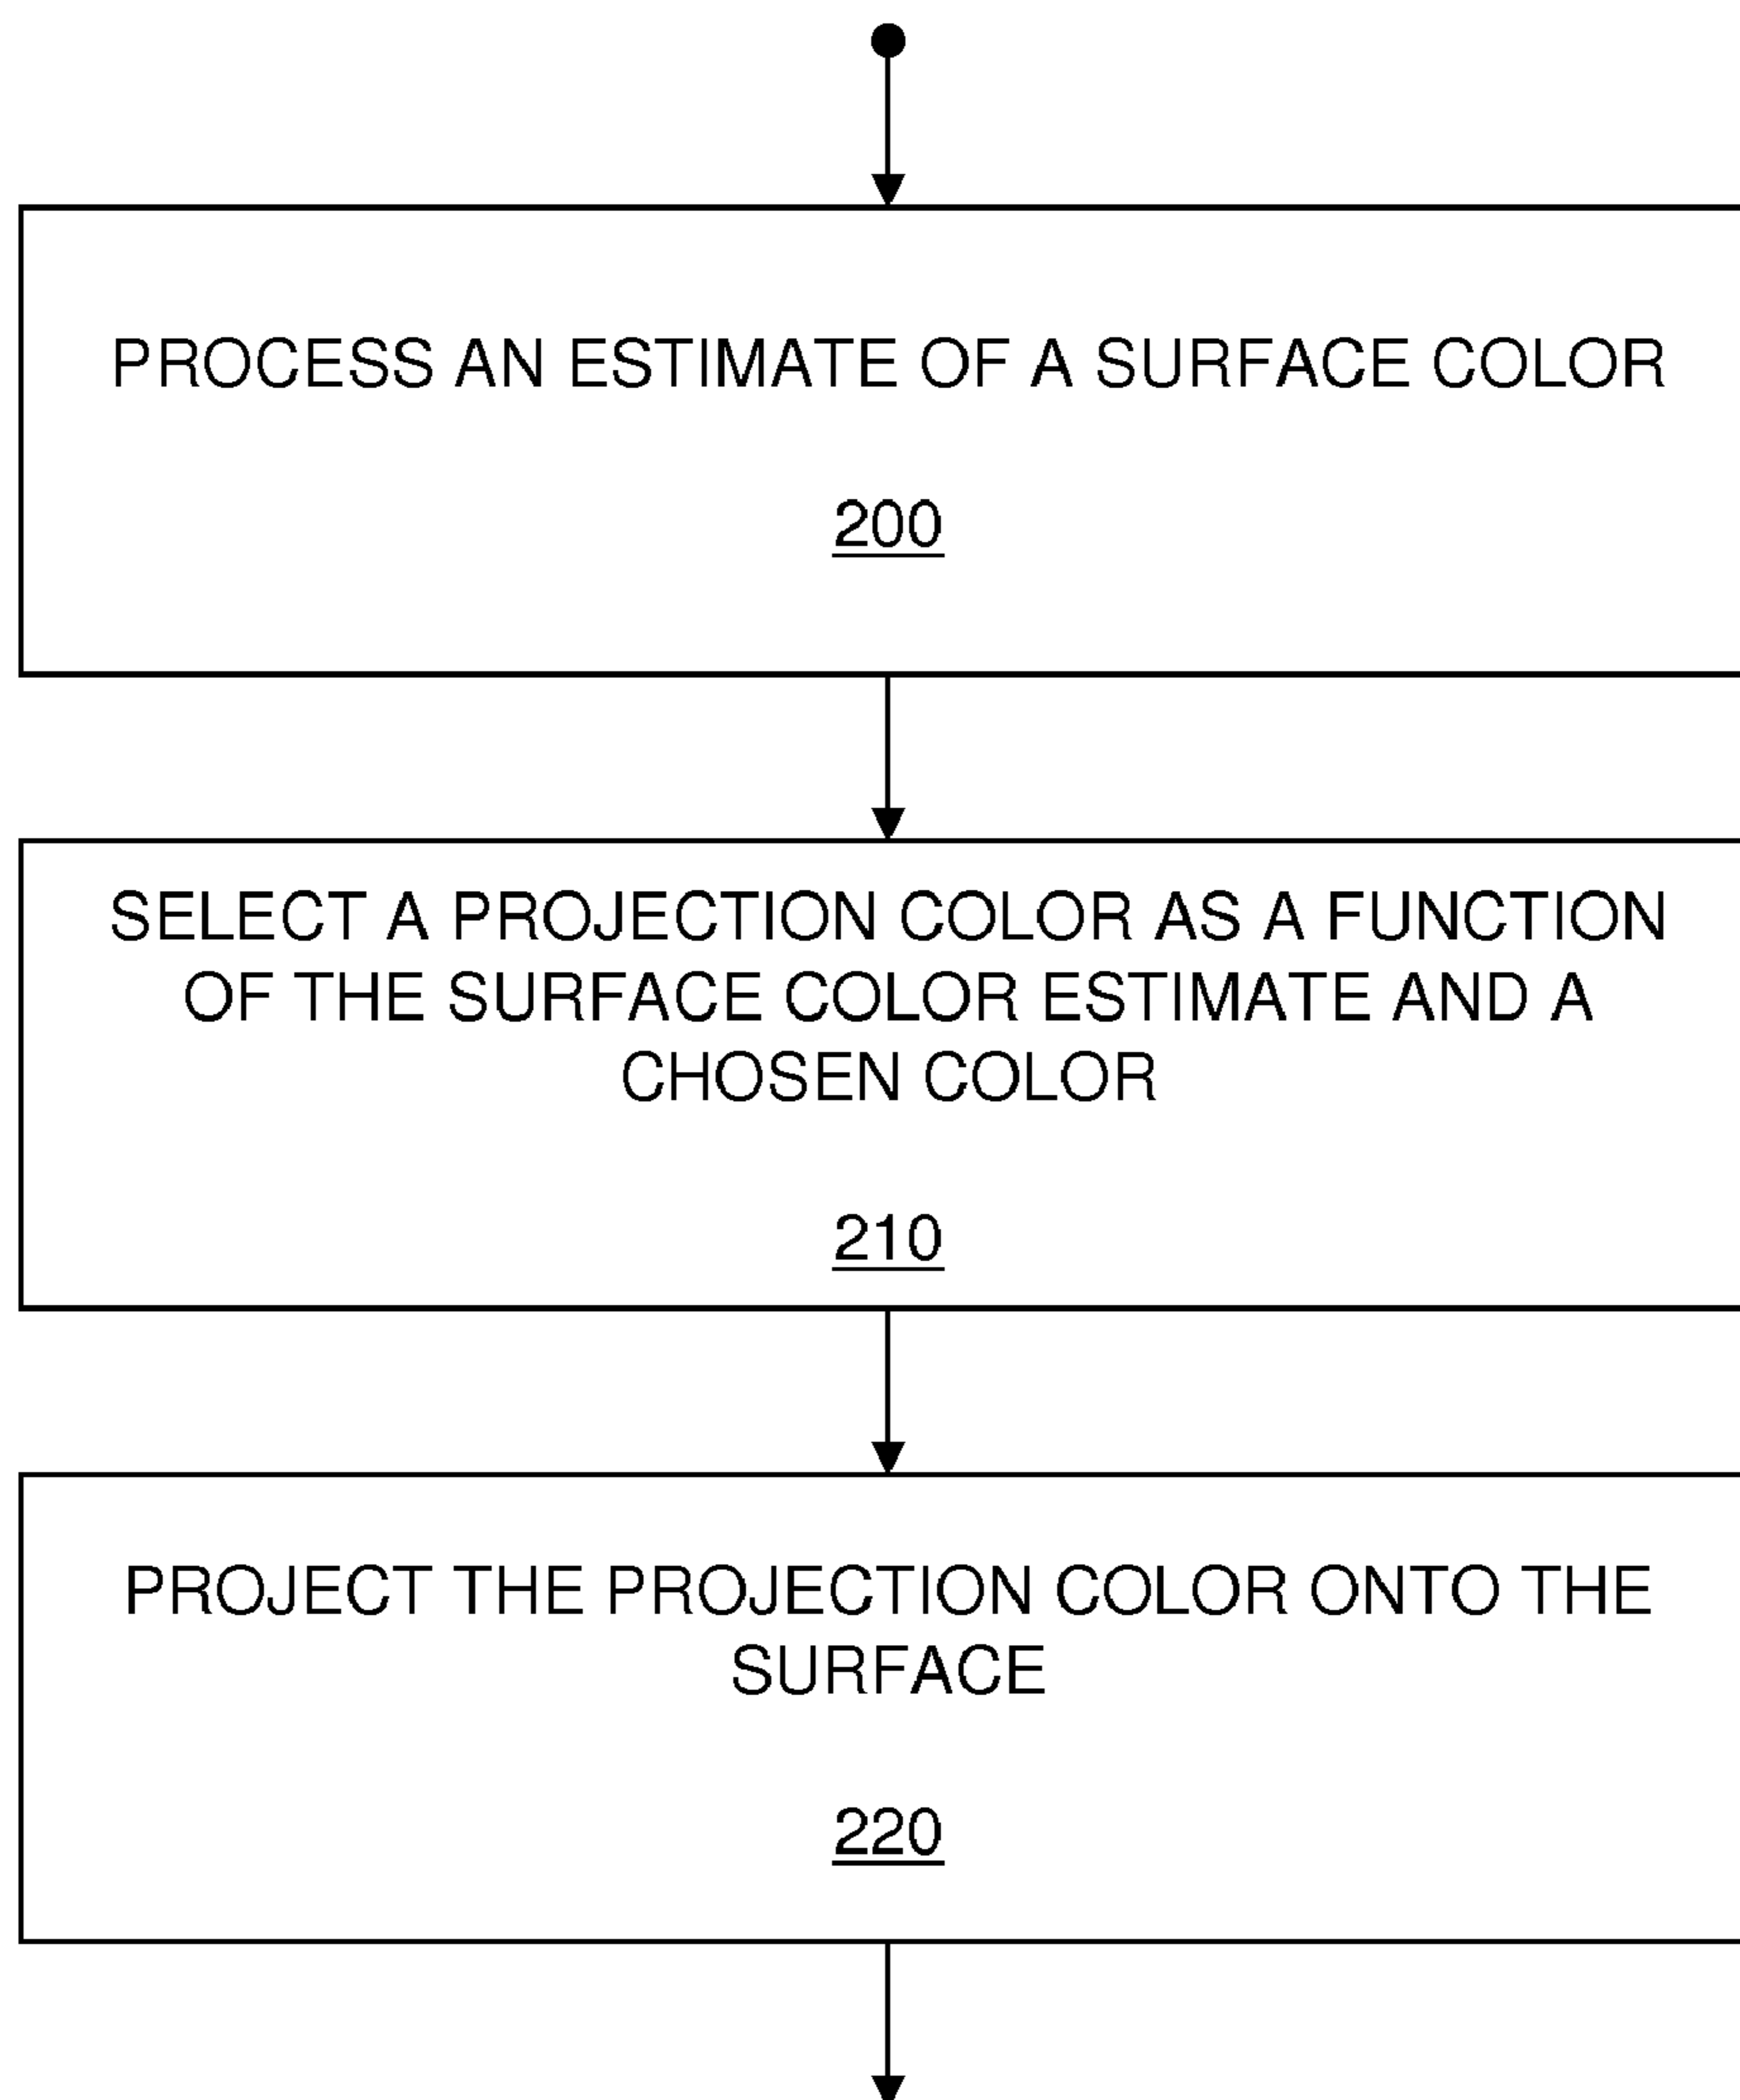 PROCESS AN ESTIMATE OF A SURFACE COLOR
200
SELECT A PROJECTION COLOR AS A FUNCTION
OF THE SURFACE COLOR ESTIMATE AND A
CHOSEN COLOR
210
PROJECT THE PROJECTION COLOR ONTO THE
SURFACE
220